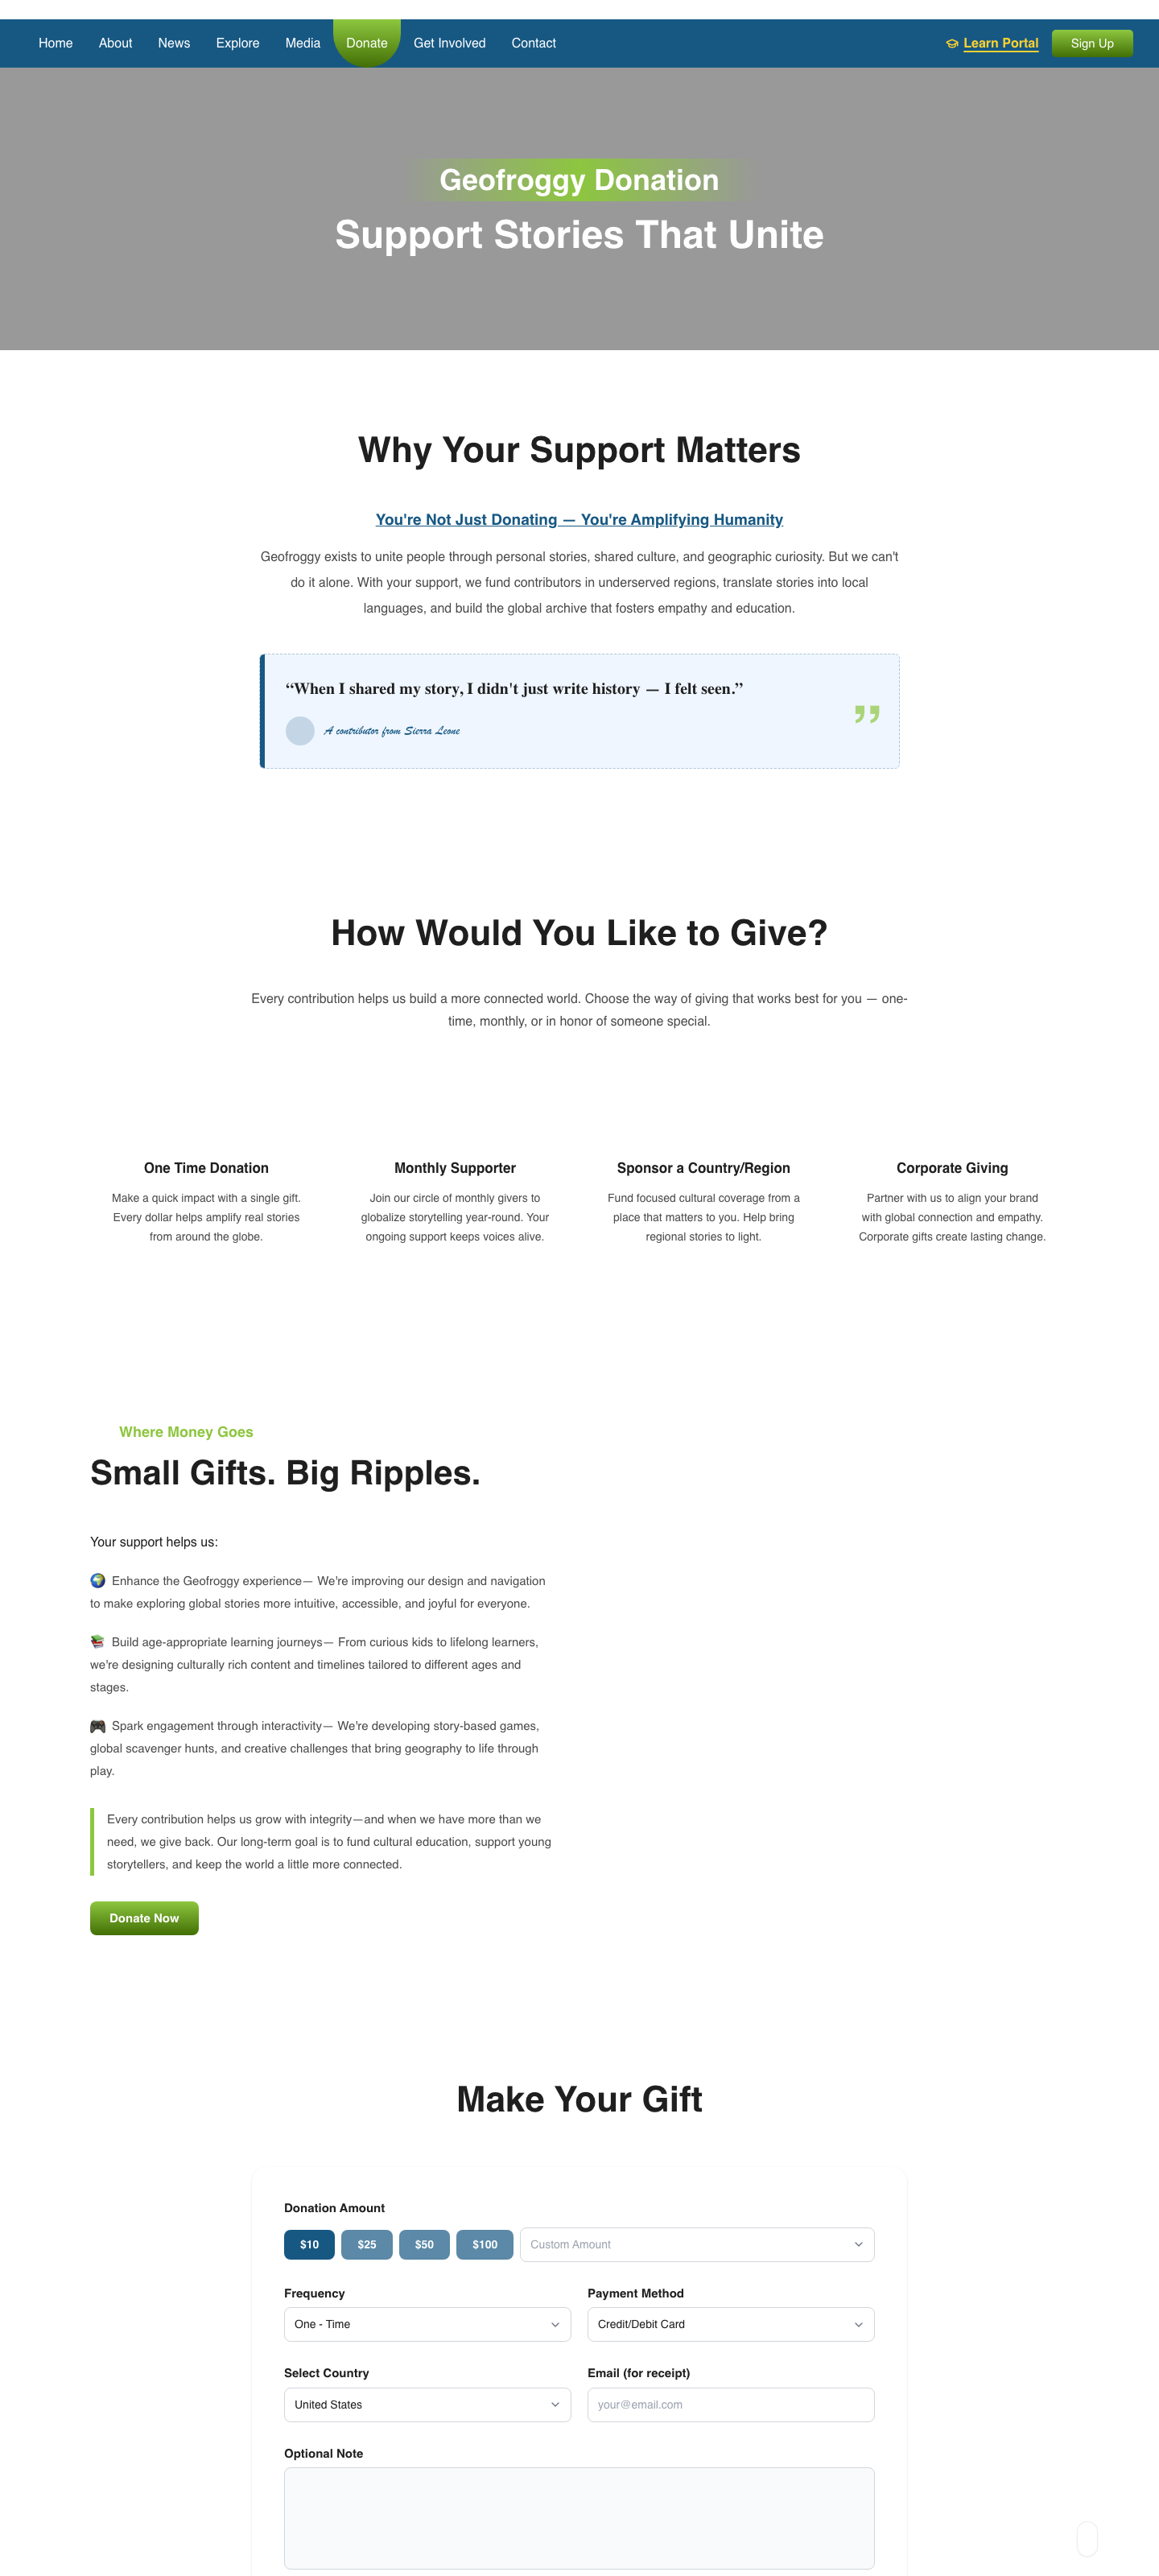 Home About News Explore Media Donate Get Involved Contact Learn Portal Sign Up
Geofroggy Donation
Support Stories That Unite
Why Your Support Matters
You're Not Just Donating — You're Amplifying Humanity
Geofroggy exists to unite people through personal stories, shared culture, and geographic curiosity. But we can't
do it alone. With your support, we fund contributors in underserved regions, translate stories into local
languages, and build the global archive that fosters empathy and education.
“When I shared my story, I didn't just write history — I felt seen.”
A contributor from Sierra Leone
How Would You Like to Give?
Every contribution helps us build a more connected world. Choose the way of giving that works best for you — one-
time, monthly, or in honor of someone special.
One Time Donation
Make a quick impact with a single gift.
Every dollar helps amplify real stories
from around the globe.
Monthly Supporter
Join our circle of monthly givers to
globalize storytelling year-round. Your
ongoing support keeps voices alive.
Sponsor a Country/Region
Fund focused cultural coverage from a
place that matters to you. Help bring
regional stories to light.
Corporate Giving
Partner with us to align your brand
with global connection and empathy.
Corporate gifts create lasting change.
Where Money Goes
Small Gifts. Big Ripples.
Your support helps us:
🌍 Enhance the Geofroggy experience— We're improving our design and navigation
to make exploring global stories more intuitive, accessible, and joyful for everyone.
📚 Build age-appropriate learning journeys— From curious kids to lifelong learners,
we're designing culturally rich content and timelines tailored to different ages and
stages.
🎮 Spark engagement through interactivity— We're developing story-based games,
global scavenger hunts, and creative challenges that bring geography to life through
play.
Every contribution helps us grow with integrity—and when we have more than we
need, we give back. Our long-term goal is to fund cultural education, support young
storytellers, and keep the world a little more connected.
Donate Now
Make Your Gift
Donation Amount
$10 $25 $50 $100 Custom Amount
Frequency Payment Method
One - Time Credit/Debit Card
Select Country Email (for receipt)
United States your@email.com
Optional Note